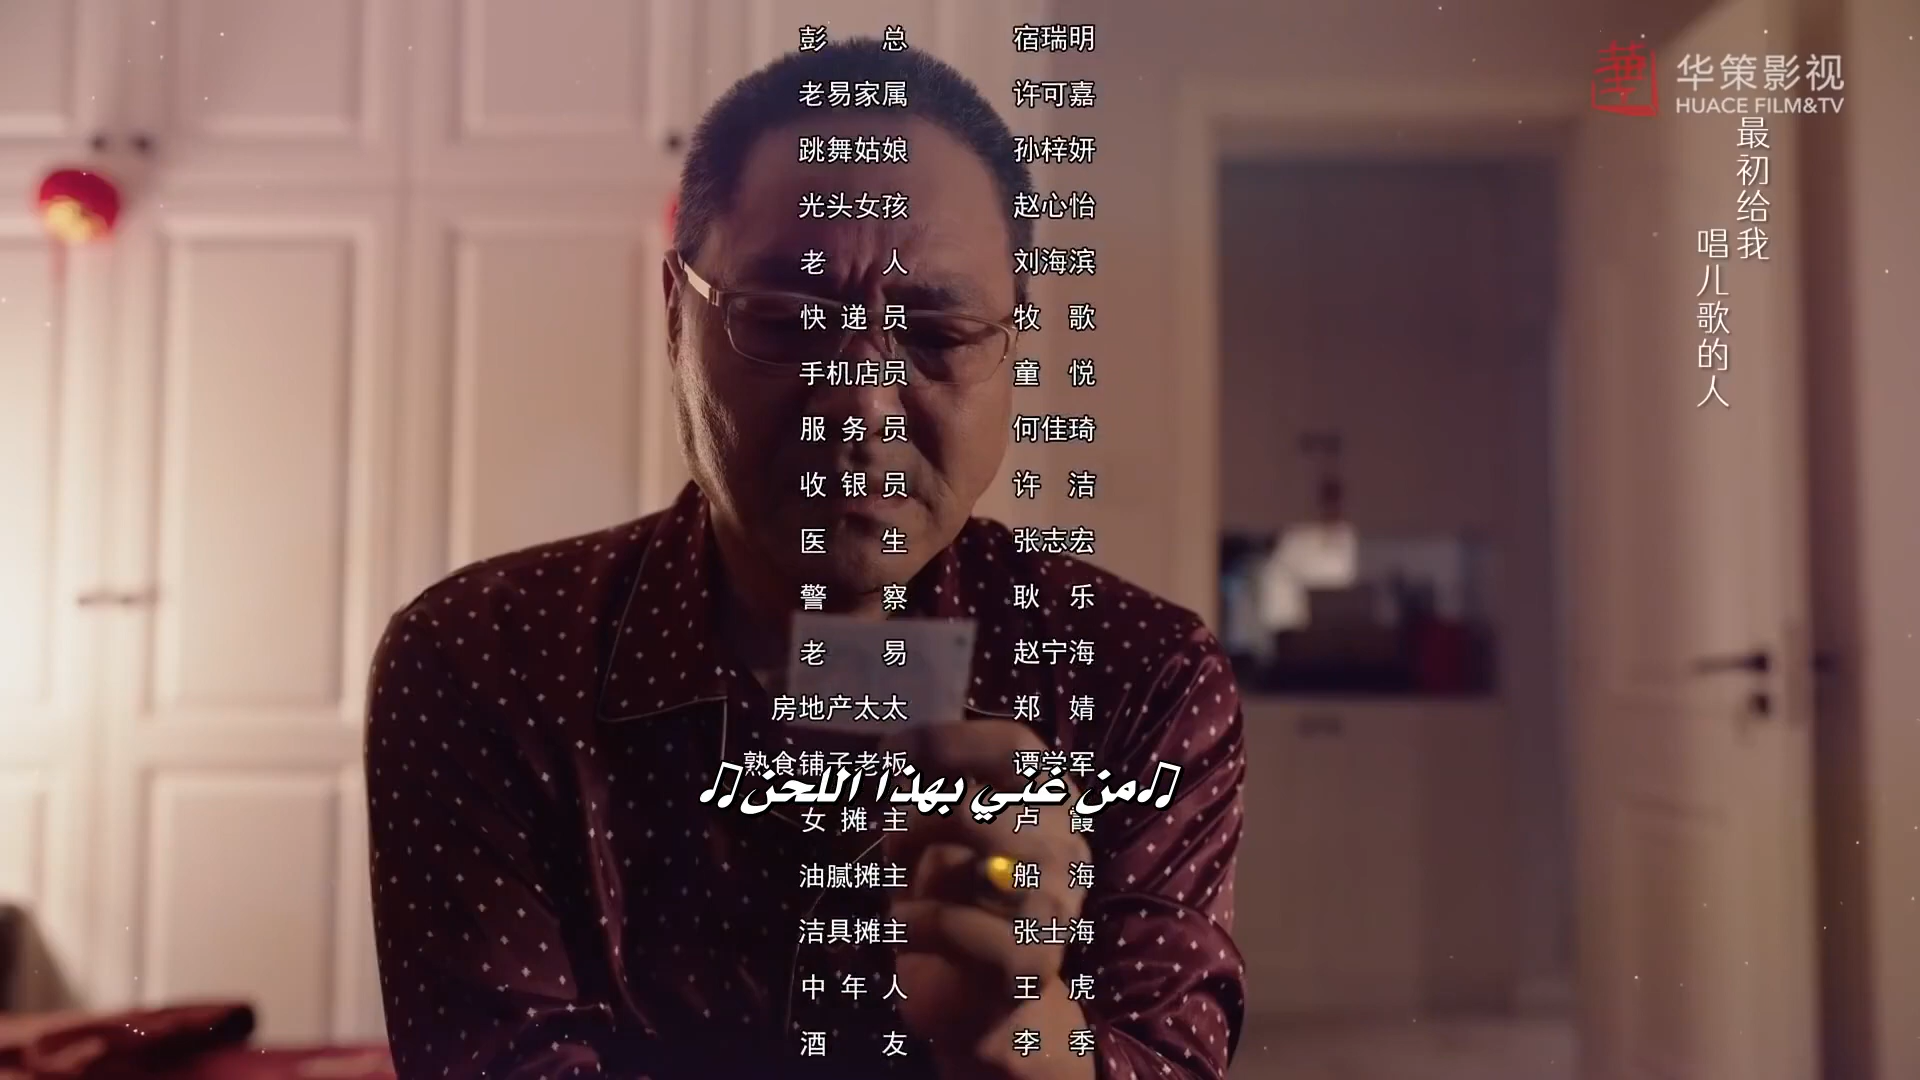 彭总 宿瑞明
老易家属 许可嘉
跳舞姑娘 孙梓妍
光头女孩 赵心怡
老人 刘海滨
快递员 牧歌
手机店员 童悦
服务员 何佳琦
收银员 许洁
医生 张志宏
警察 耿乐
老易 赵宁海
房地产太太 郑婧
熟食铺子老板 谭学军
女摊主 卢霞
油腻摊主 船海
洁具摊主 张士海
中年人 王虎
酒友 李季
♫من غنى بهذا اللحن♫
华策影视
HUACE FILM&TV
最初给我
唱儿歌的人